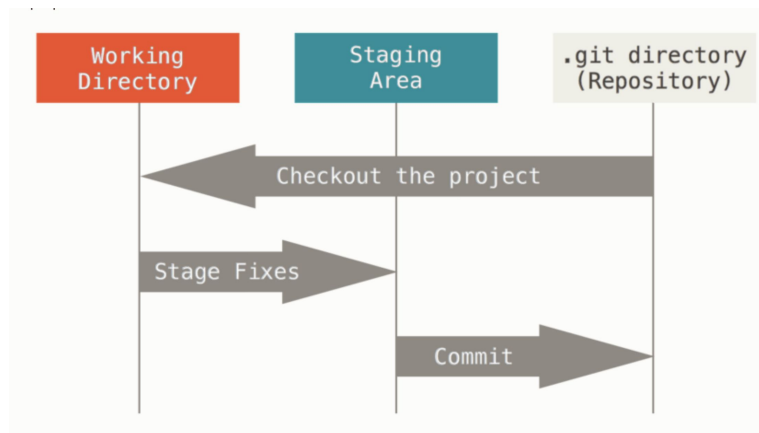 Working
Directory
Staging
Area
.git directory
(Repository)
Checkout the project
Stage Fixes
Commit